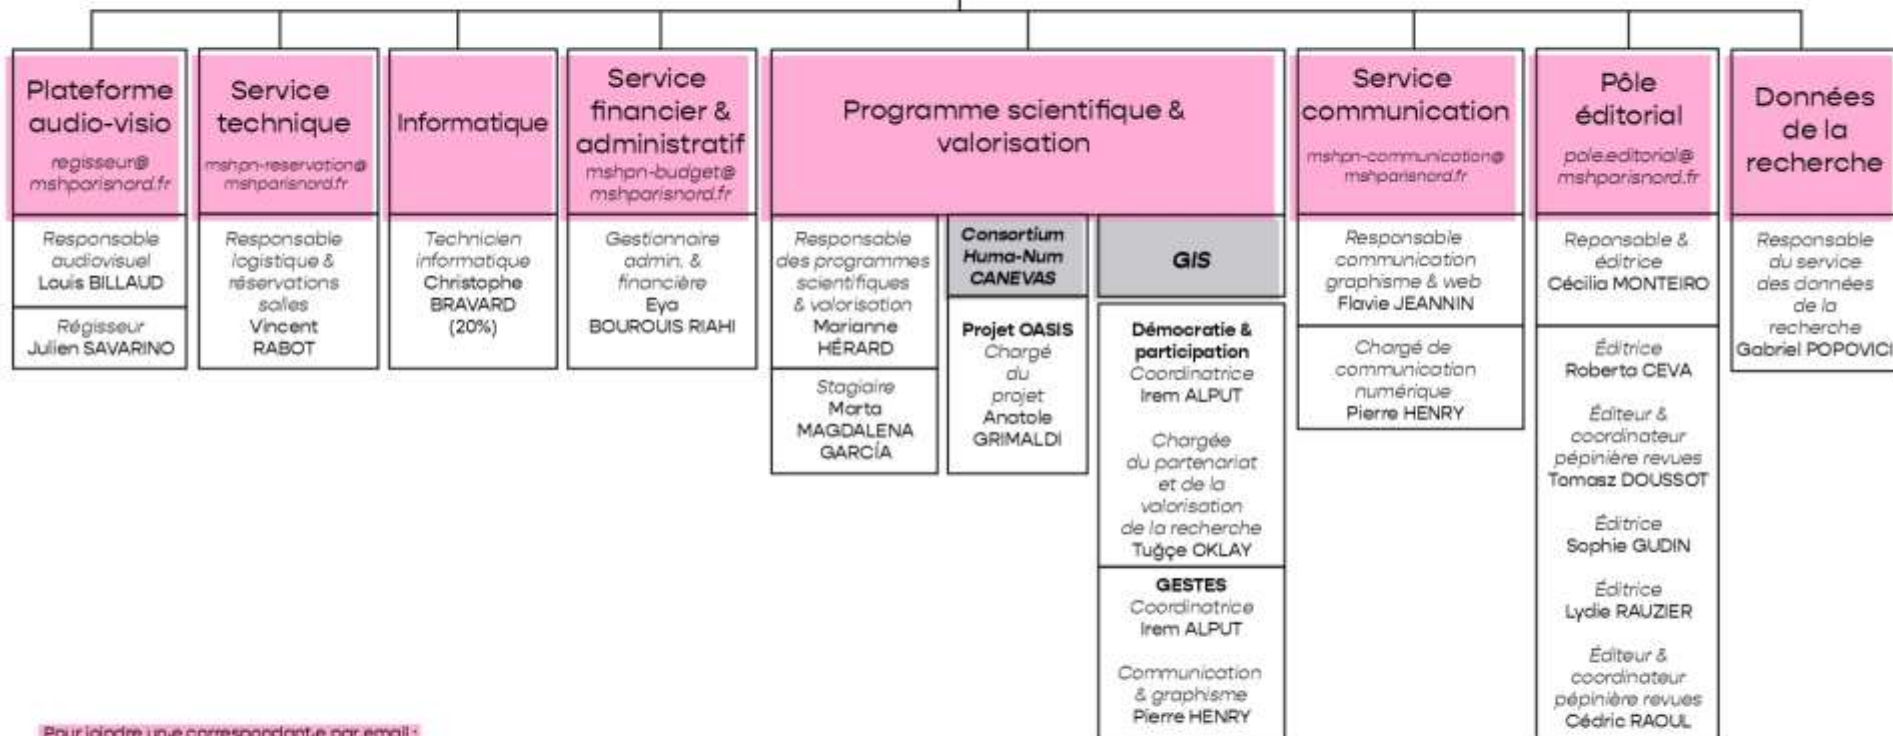 Plateforme
audio-visio
regisseur@
mshparisnord.fr
Responsable
audiovisuel
Louis BILLAUD
Régisseur
Julien SAVARINO
Service
technique
mshpn-reservation@
mshparisnord.fr
Responsable
logistique &
réservations
salles
Vincent
RABOT
Informatique
Technicien
informatique
Christophe
BRAVARD
(20%)
Service
financier &
administratif
mshpn-budget@
mshparisnord.fr
Gestionnaire
admin. &
financière
Eya
BOUROUIS RIAHI
Programme scientifique &
valorisation
Responsable
des programmes
scientifiques
& valorisation
Marianne
HÉRARD
Stagiaire
Marta
MAGDALENA
GARCÍA
Consortium
Huma-Num
CANEVAS
Projet OASIS
Chargé
du
projet
Anatole
GRIMALDI
GIS
Démocratie &
participation
Coordinatrice
Irem ALPUT
Chargée
du partenariat
et de la
valorisation
de la recherche
Tuğçe OKLAY
GESTES
Coordinatrice
Irem ALPUT
Communication
& graphisme
Pierre HENRY
Service
communication
mshpn-communication@
mshparisnord.fr
Responsable
communication
graphisme & web
Flavie JEANNIN
Chargé de
communication
numérique
Pierre HENRY
Pôle
éditorial
pole.editorial@
mshparisnord.fr
Reponsable &
éditrice
Cécilia MONTEIRO
Éditrice
Roberta CEVA
Éditeur &
coordinateur
pépinière revues
Tomasz DOUSSOT
Éditrice
Sophie GUDIN
Éditrice
Lydie RAUZIER
Éditeur &
coordinateur
pépinière revues
Cédric RAOUL
Données
de la
recherche
Responsable
du service
des données
de la
recherche
Gabriel POPOVICI
Pour joindre un·e correspondant·e par email :